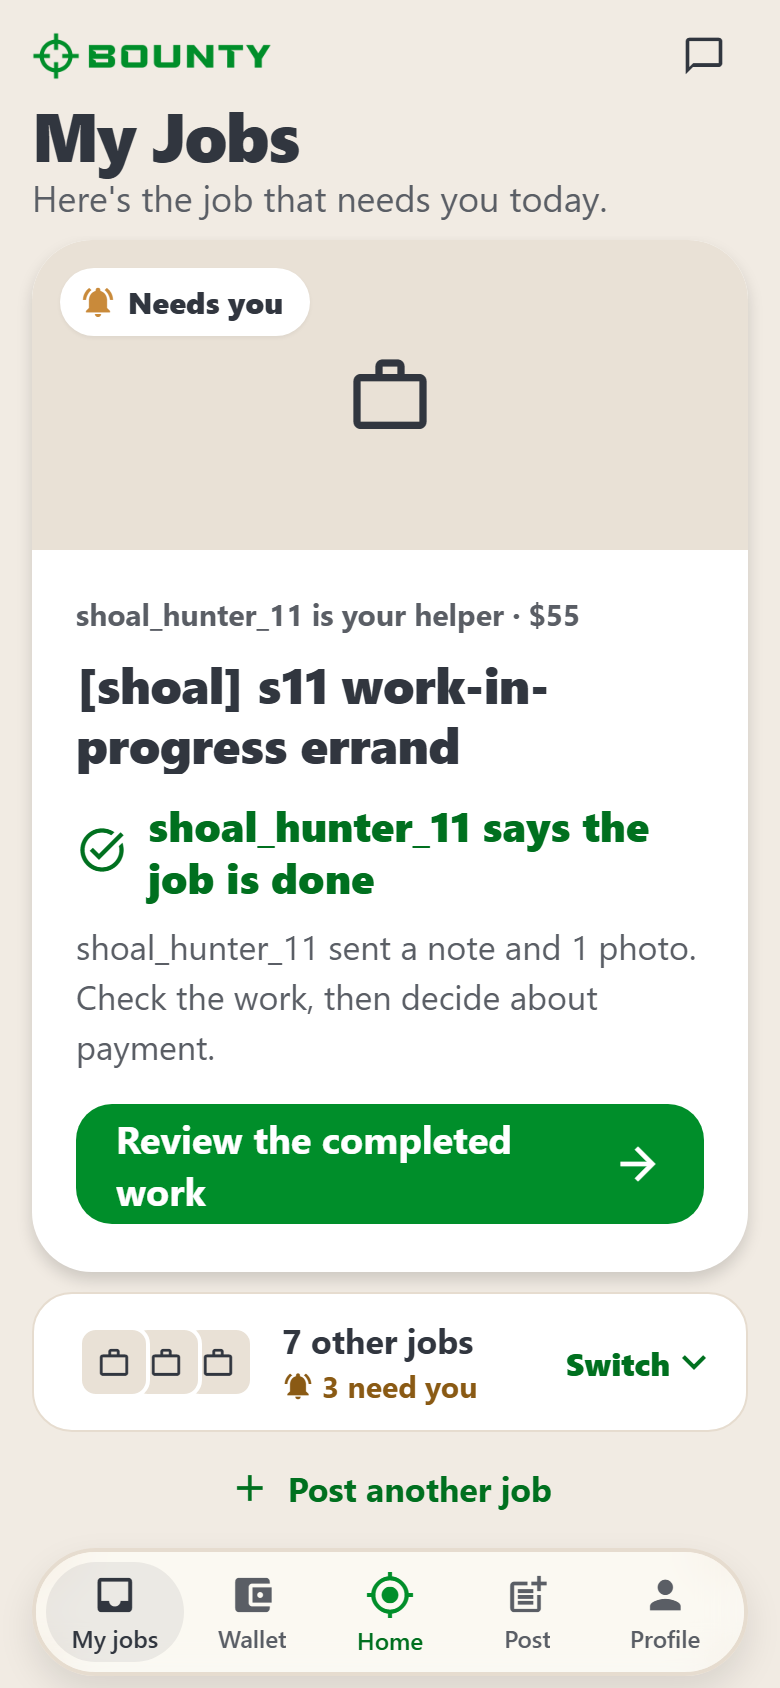 BOUNTY
My Jobs
Here's the job that needs you today.
Needs you
shoal_hunter_11 is your helper · $55
[shoal] s11 work-in-
progress errand
shoal_hunter_11 says the
job is done
shoal_hunter_11 sent a note and 1 photo.
Check the work, then decide about
payment.
Review the completed
work
7 other jobs
3 need you
Switch
Post another job
My jobs
Wallet
Home
Post
Profile